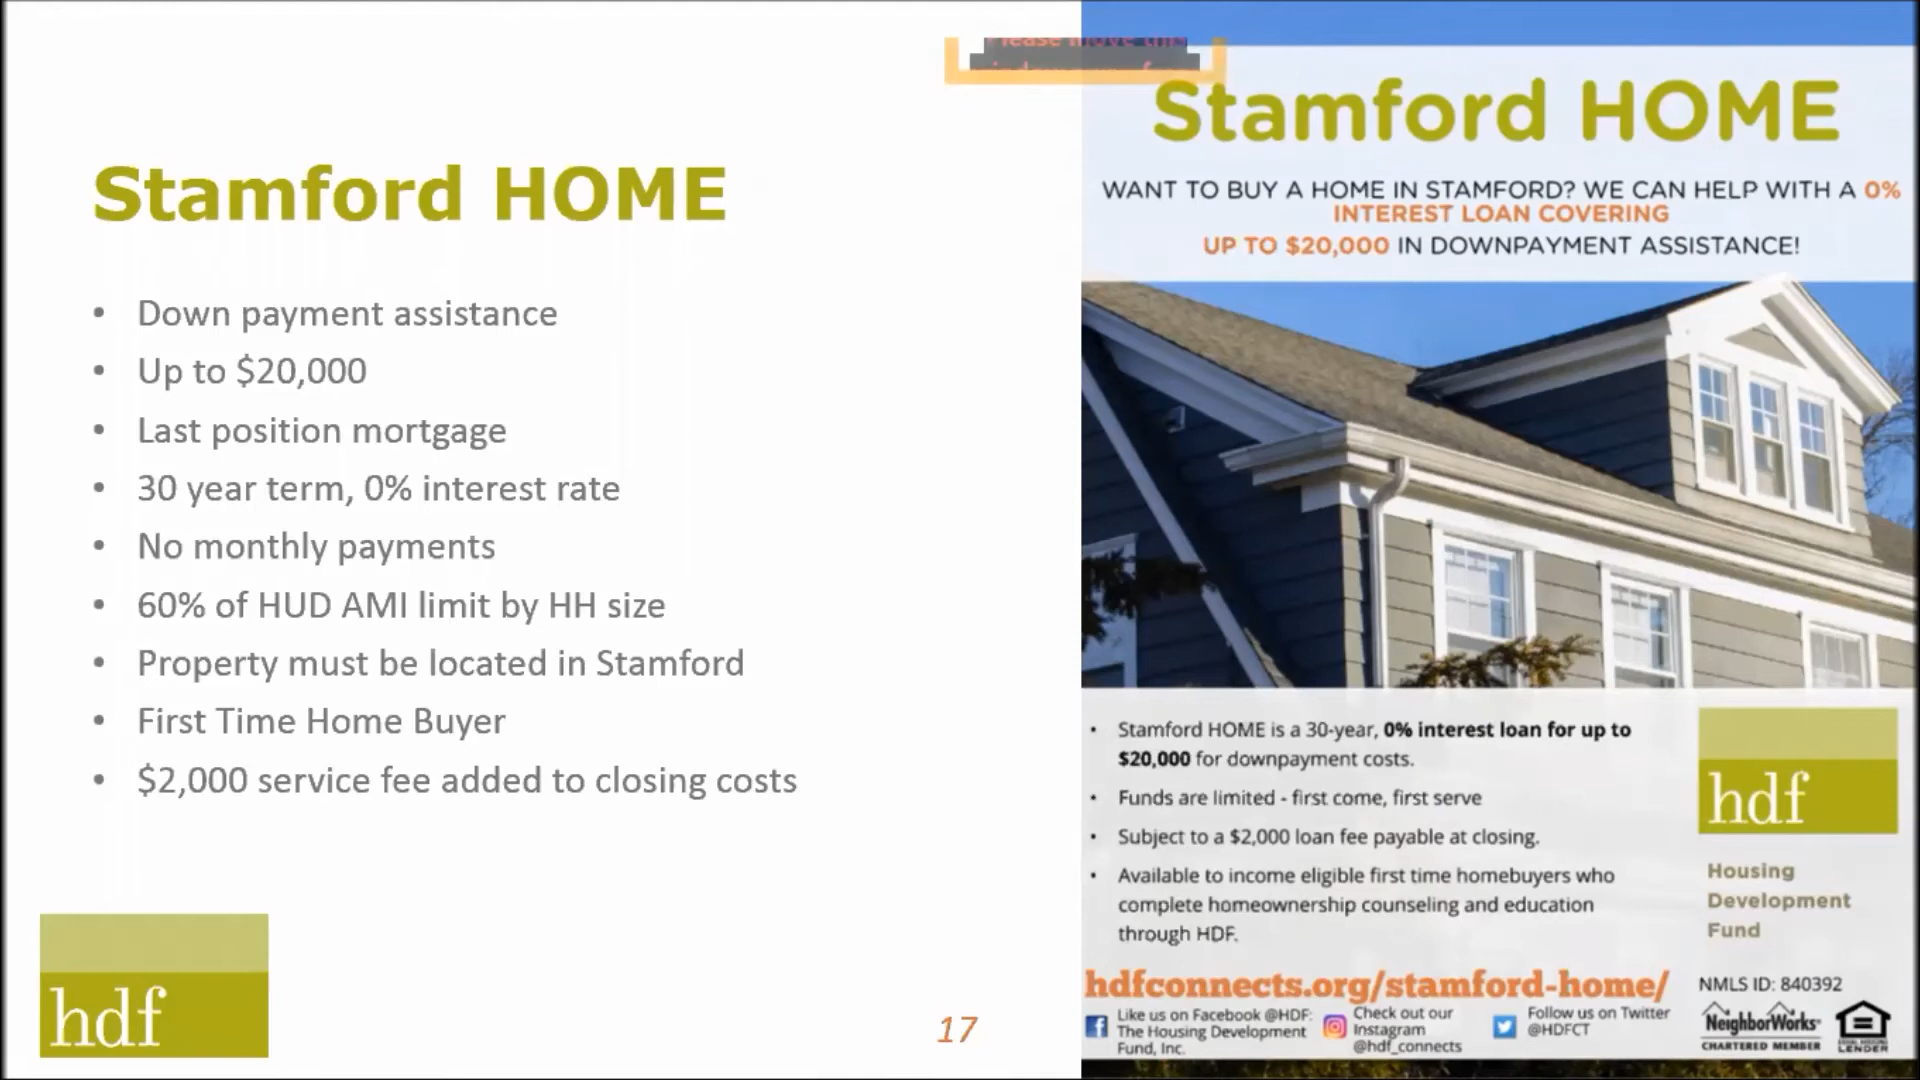 Stamford HOME
• Down payment assistance
• Up to $20,000
• Last position mortgage
• 30 year term, 0% interest rate
• No monthly payments
• 60% of HUD AMI limit by HH size
• Property must be located in Stamford
• First Time Home Buyer
• $2,000 service fee added to closing costs
hdf
17
Please move this
Stamford HOME
WANT TO BUY A HOME IN STAMFORD? WE CAN HELP WITH A 0%
INTEREST LOAN COVERING
UP TO $20,000 IN DOWNPAYMENT ASSISTANCE!
• Stamford HOME is a 30-year, 0% interest loan for up to
$20,000 for downpayment costs.
• Funds are limited - first come, first serve
• Subject to a $2,000 loan fee payable at closing.
• Available to income eligible first time homebuyers who
complete homeownership counseling and education
through HDF.
hdf
Housing
Development
Fund
hdfconnects.org/stamford-home/
NMLS ID: 840392
Like us on Facebook @HDF:
The Housing Development
Fund, Inc.
Check out our
Instagram
@hdf_connects
Follow us on Twitter
@HDFCT
NeighborWorks®
CHARTERED MEMBER
EQUAL HOUSING
LENDER